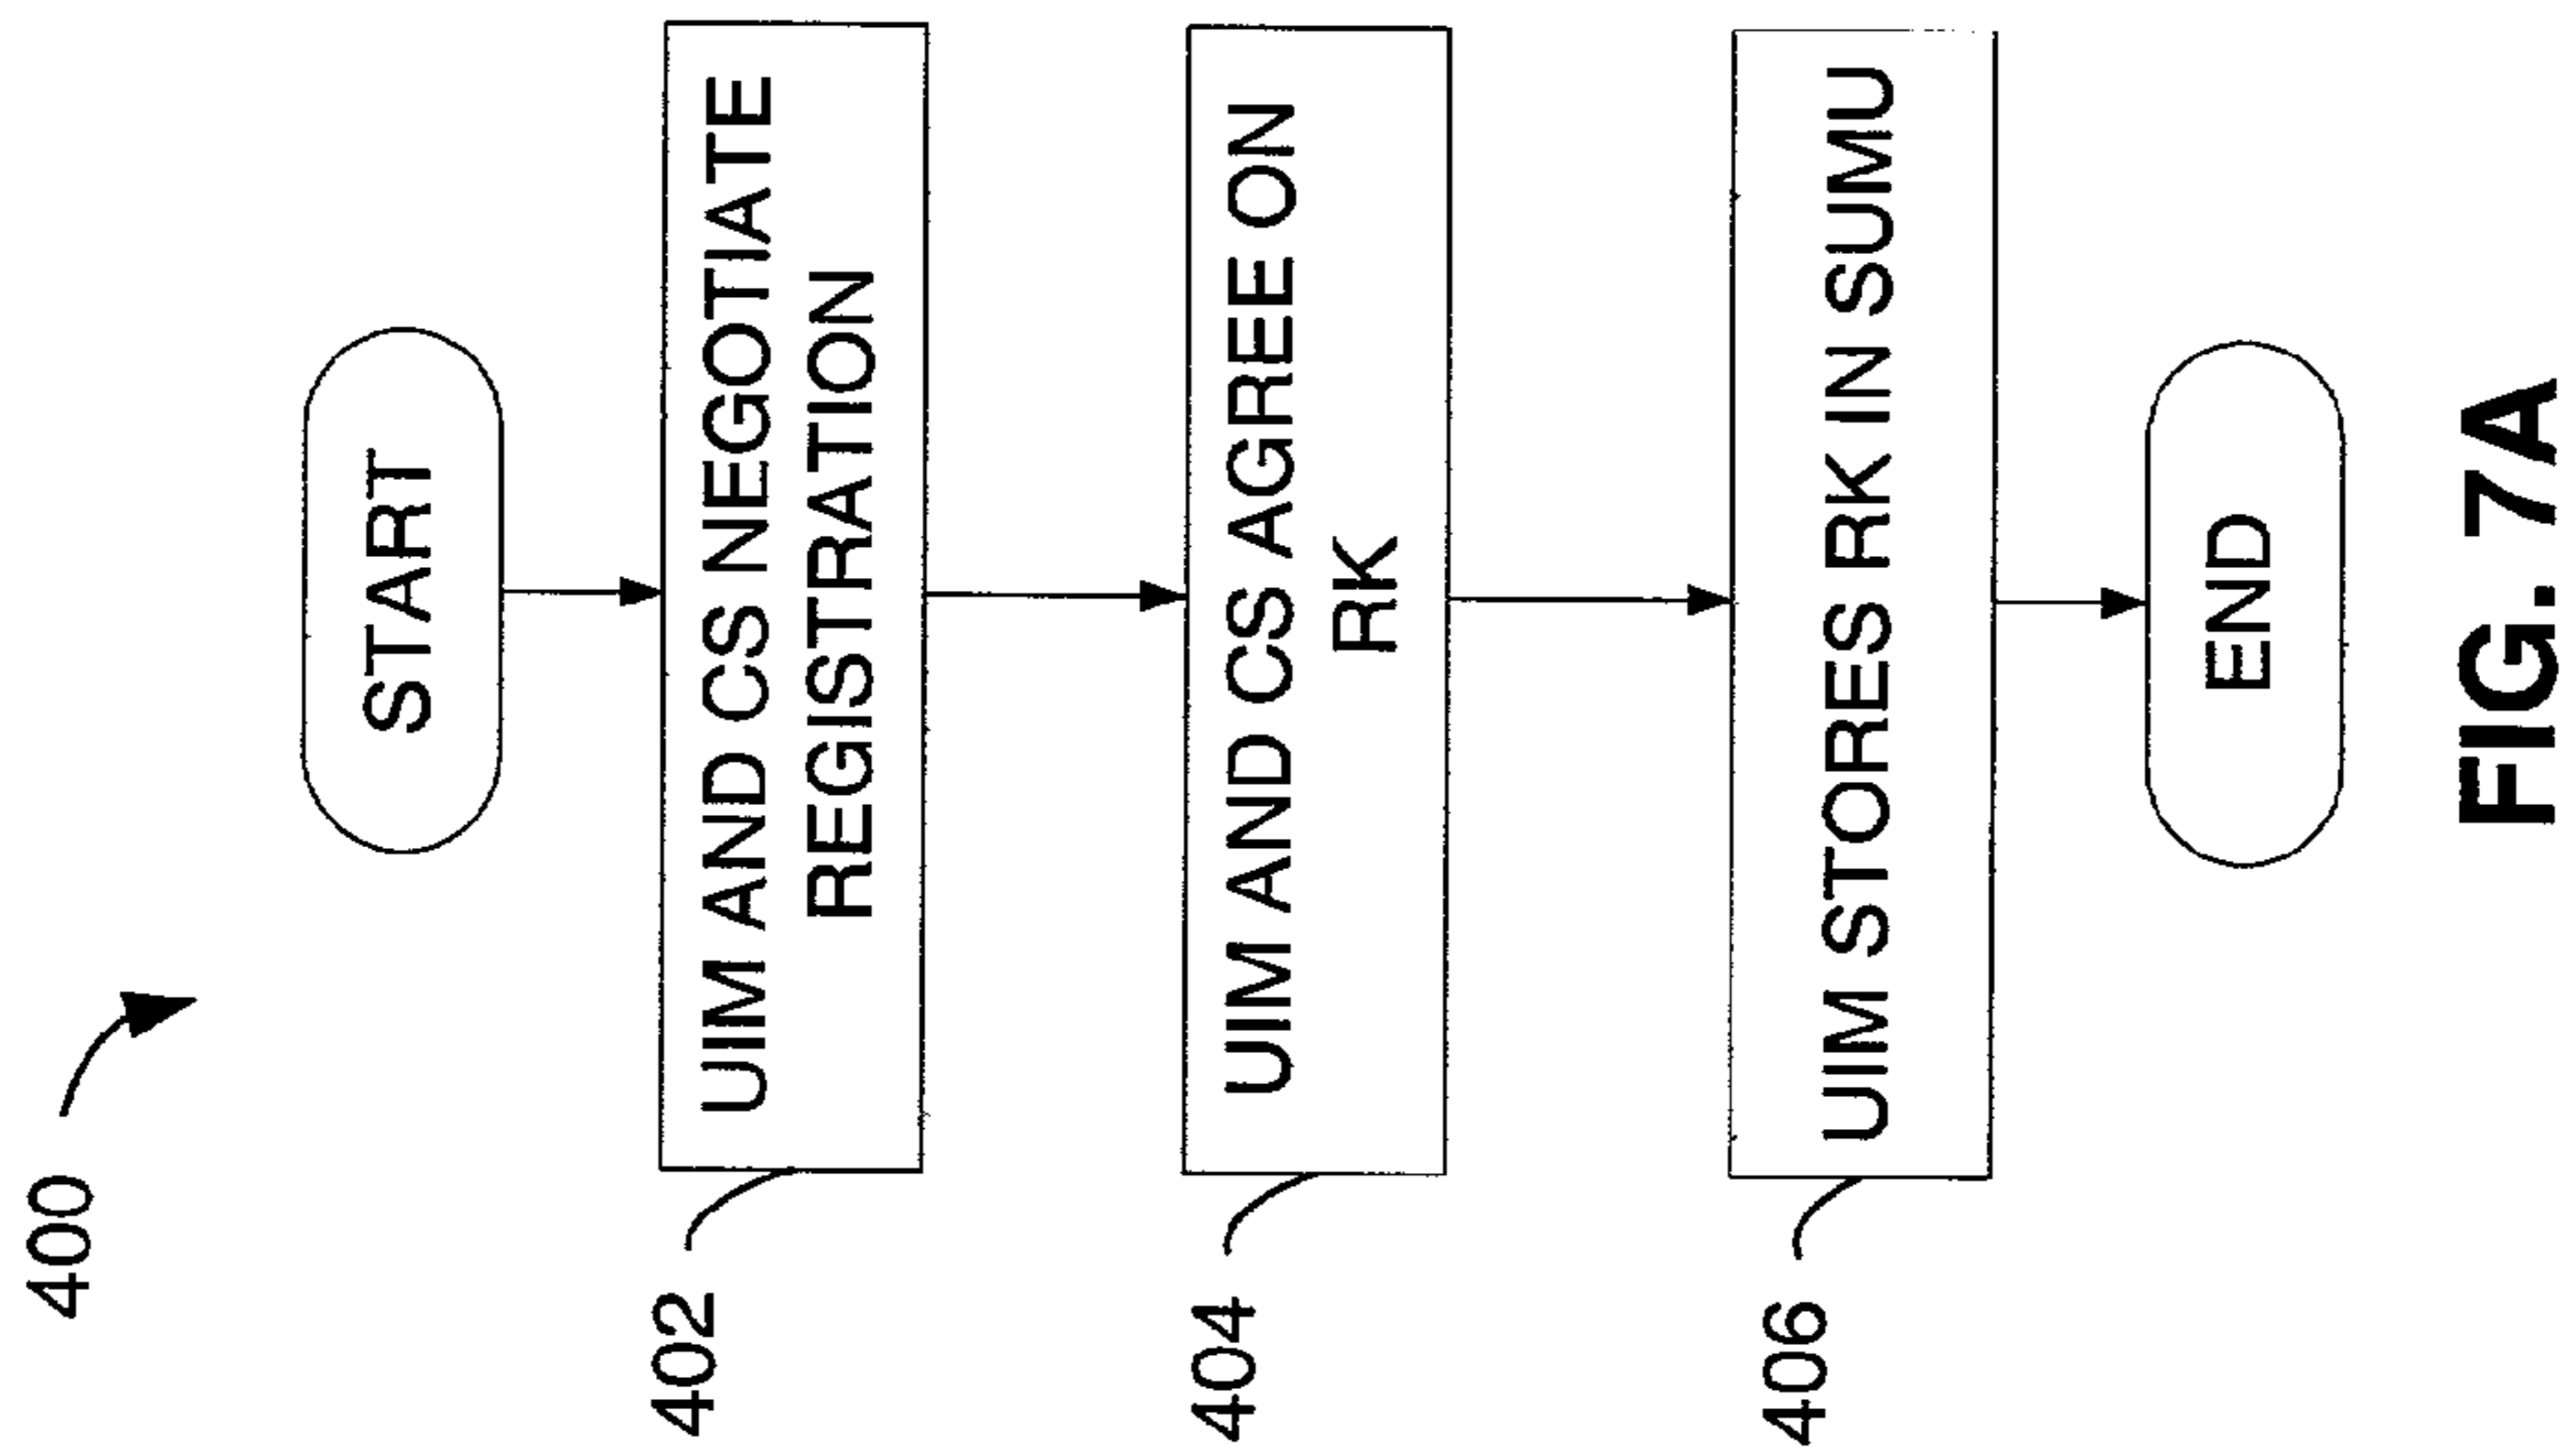 400
START
402
UIM AND CS NEGOTIATE
REGISTRATION
404
UIM AND CS AGREE ON
RK
406
UIM STORES RK IN SUMU
END
FIG. 7A